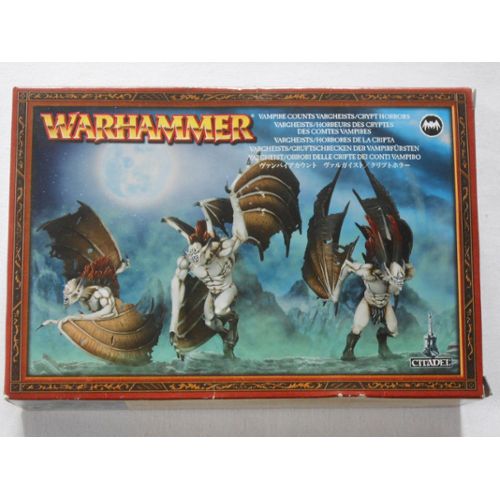 WARHAMMER
VAMPIRE COUNTS VARGHEISTS/CRYPT HORRORS
VARGHEISTS/HORREURS DES CRYPTES
DES COMTES VAMPIRES
VARGHEISTS/HORRORES DE LA CRIPTA
VARGHEISTS/GRUFTSCHRECKEN DER VAMPIRFÜRSTEN
VARGHEIST/ORRORI DELLE CRIPTE DEI CONTI VAMPIRO
ヴァンパイアカウント ヴァルガイスト/クリプトホラー
CITADEL